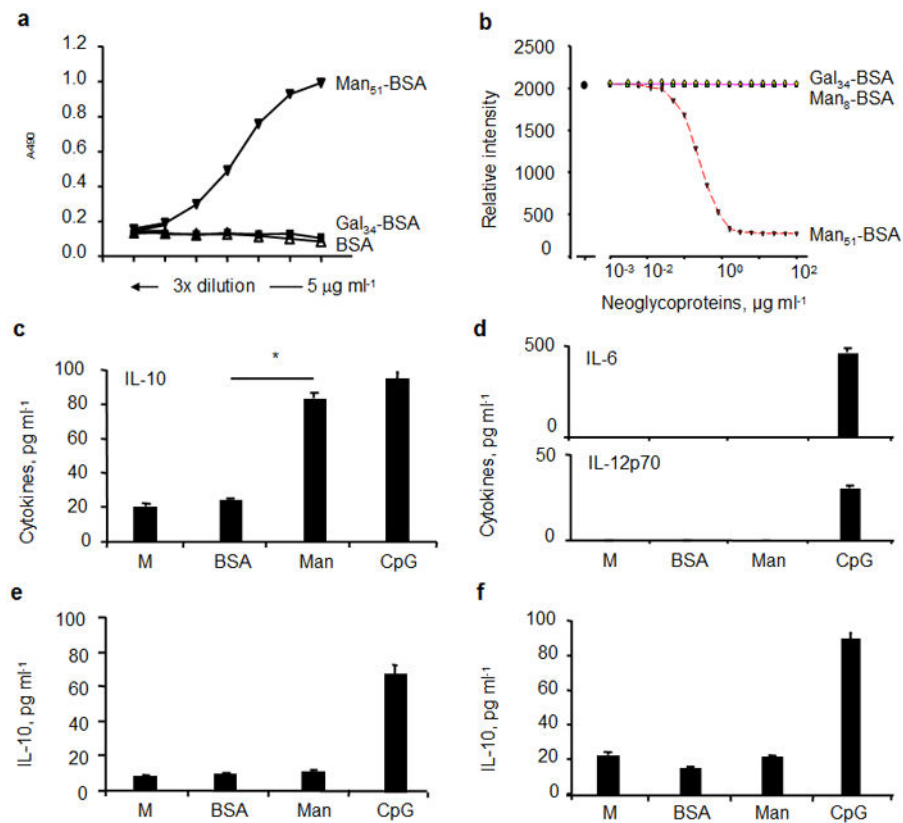 a
1.2
1.0
0.8
0.6
0.4
0.2
0.0
A490
Man₅₁-BSA
Gal₃₄-BSA
BSA
3x dilution
5 μg ml⁻¹
b
2500
2000
1500
1000
500
0
Relative intensity
Gal₃₄-BSA
Man₈-BSA
Man₅₁-BSA
10⁻³ 10⁻² 10⁰ 10²
Neoglycoproteins, μg ml⁻¹
c
IL-10
*
100
80
60
40
20
0
Cytokines, pg ml⁻¹
M BSA Man CpG
d
500
0
IL-6
50
0
IL-12p70
Cytokines, pg ml⁻¹
M BSA Man CpG
e
100
80
60
40
20
0
IL-10, pg ml⁻¹
M BSA Man CpG
f
100
80
60
40
20
0
IL-10, pg ml⁻¹
M BSA Man CpG